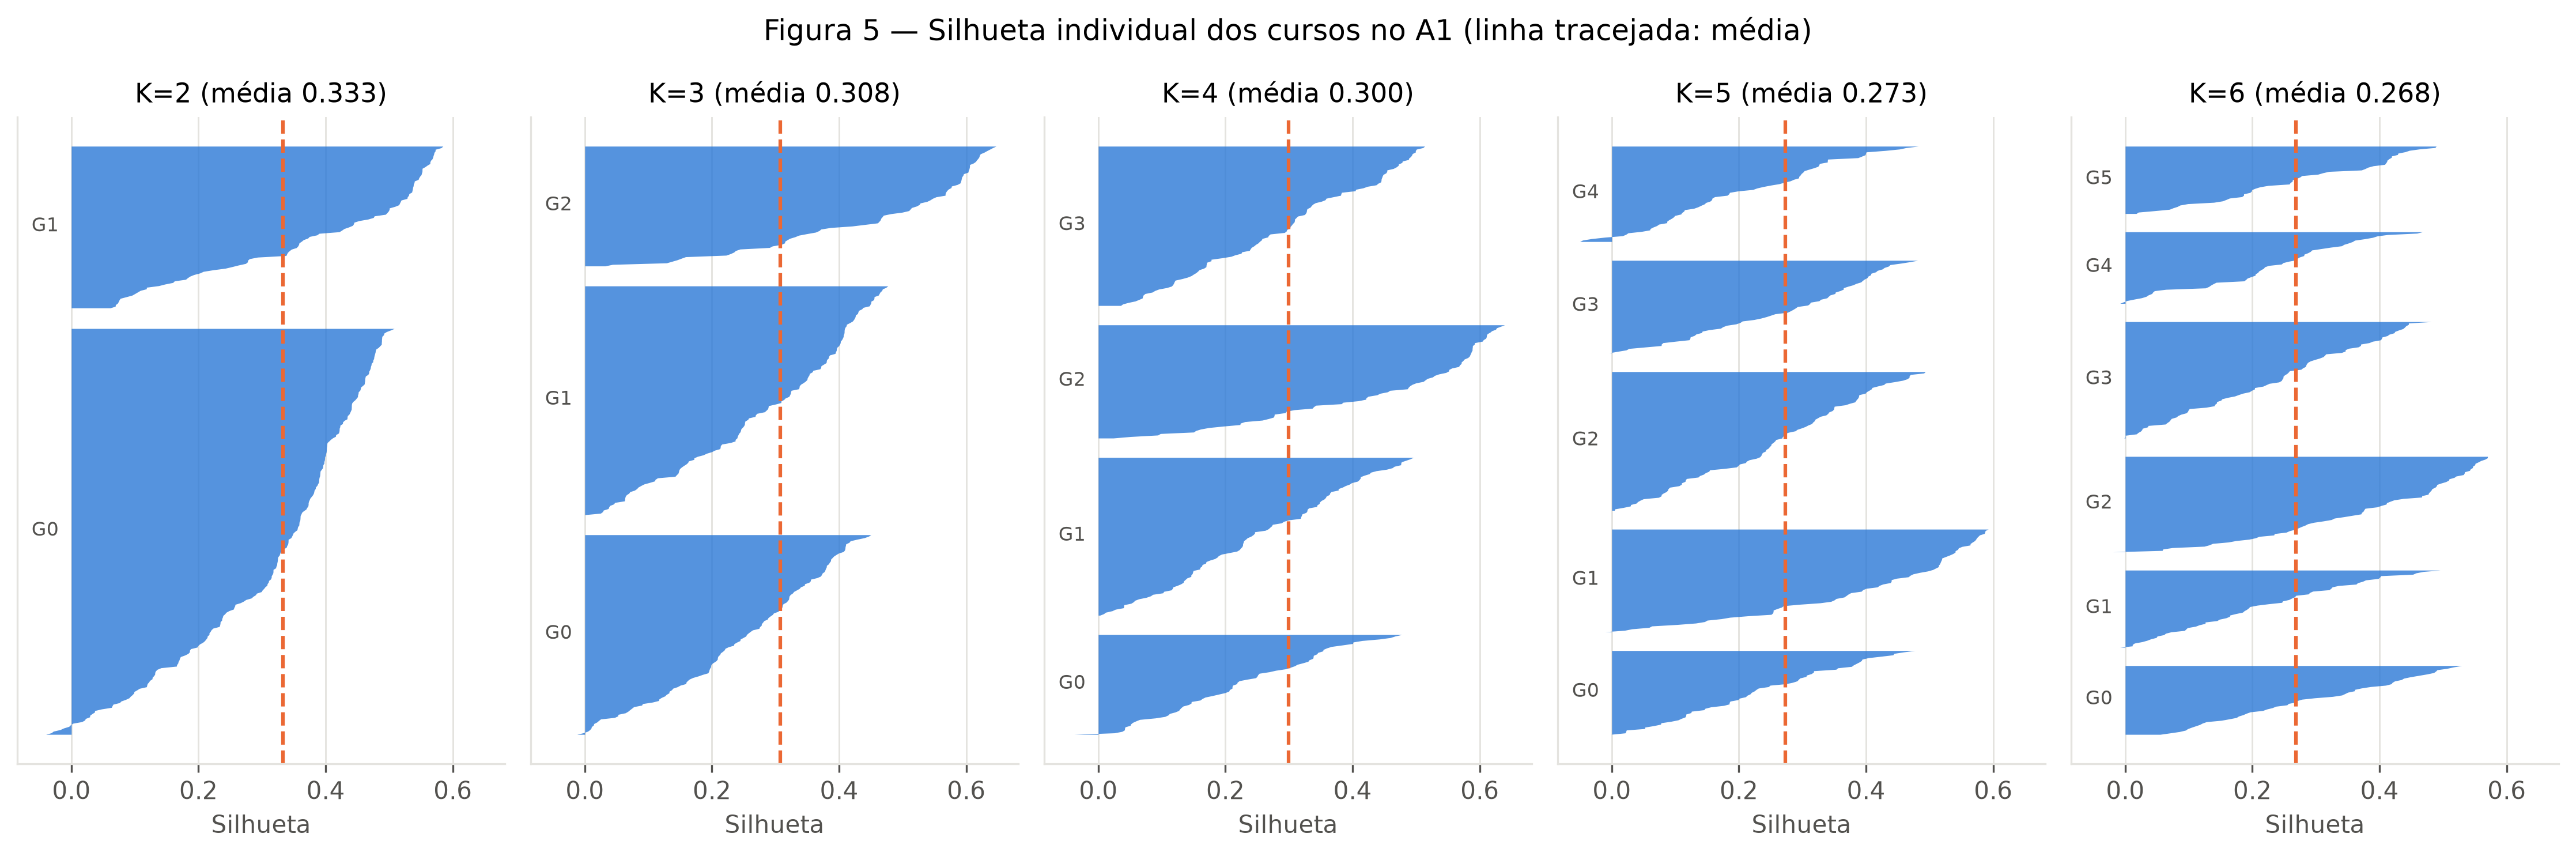 Figura 5 — Silhueta individual dos cursos no A1 (linha tracejada: média)
K=2 (média 0.333)
G1
G0
0.0 0.2 0.4 0.6
Silhueta
K=3 (média 0.308)
G2
G1
G0
0.0 0.2 0.4 0.6
Silhueta
K=4 (média 0.300)
G3
G2
G1
G0
0.0 0.2 0.4 0.6
Silhueta
K=5 (média 0.273)
G4
G3
G2
G1
G0
0.0 0.2 0.4 0.6
Silhueta
K=6 (média 0.268)
G5
G4
G3
G2
G1
G0
0.0 0.2 0.4 0.6
Silhueta